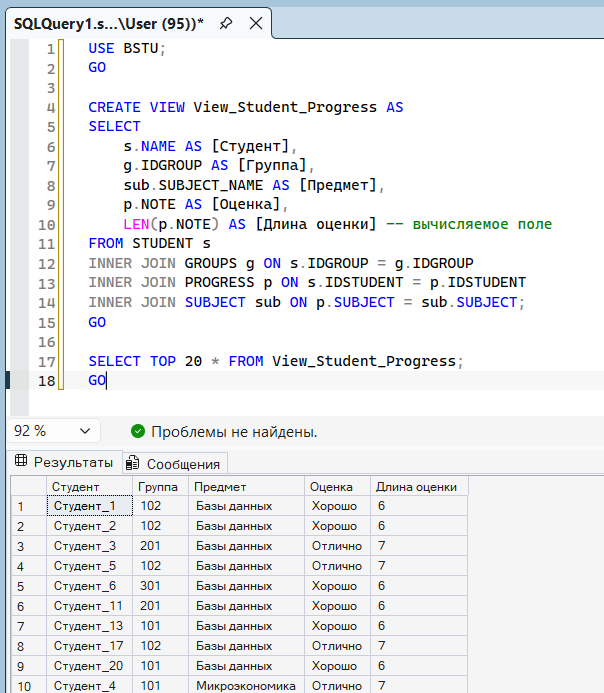 SQLQuery1.s...\User (95))*
1 USE BSTU;
2 GO
3
4 CREATE VIEW View_Student_Progress AS
5 SELECT
6 s.NAME AS [Студент],
7 g.IDGROUP AS [Группа],
8 sub.SUBJECT_NAME AS [Предмет],
9 p.NOTE AS [Оценка],
10 LEN(p.NOTE) AS [Длина оценки] -- вычисляемое поле
11 FROM STUDENT s
12 INNER JOIN GROUPS g ON s.IDGROUP = g.IDGROUP
13 INNER JOIN PROGRESS p ON s.IDSTUDENT = p.IDSTUDENT
14 INNER JOIN SUBJECT sub ON p.SUBJECT = sub.SUBJECT;
15 GO
16
17 SELECT TOP 20 * FROM View_Student_Progress;
18 GO
92 % Проблемы не найдены.
Результаты Сообщения
Студент Группа Предмет Оценка Длина оценки
1 Студент_1 102 Базы данных Хорошо 6
2 Студент_2 102 Базы данных Хорошо 6
3 Студент_3 201 Базы данных Отлично 7
4 Студент_5 102 Базы данных Отлично 7
5 Студент_6 301 Базы данных Хорошо 6
6 Студент_11 201 Базы данных Хорошо 6
7 Студент_13 101 Базы данных Хорошо 6
8 Студент_17 102 Базы данных Отлично 7
9 Студент_20 101 Базы данных Хорошо 6
10 Студент_4 101 Микроэкономика Отлично 7